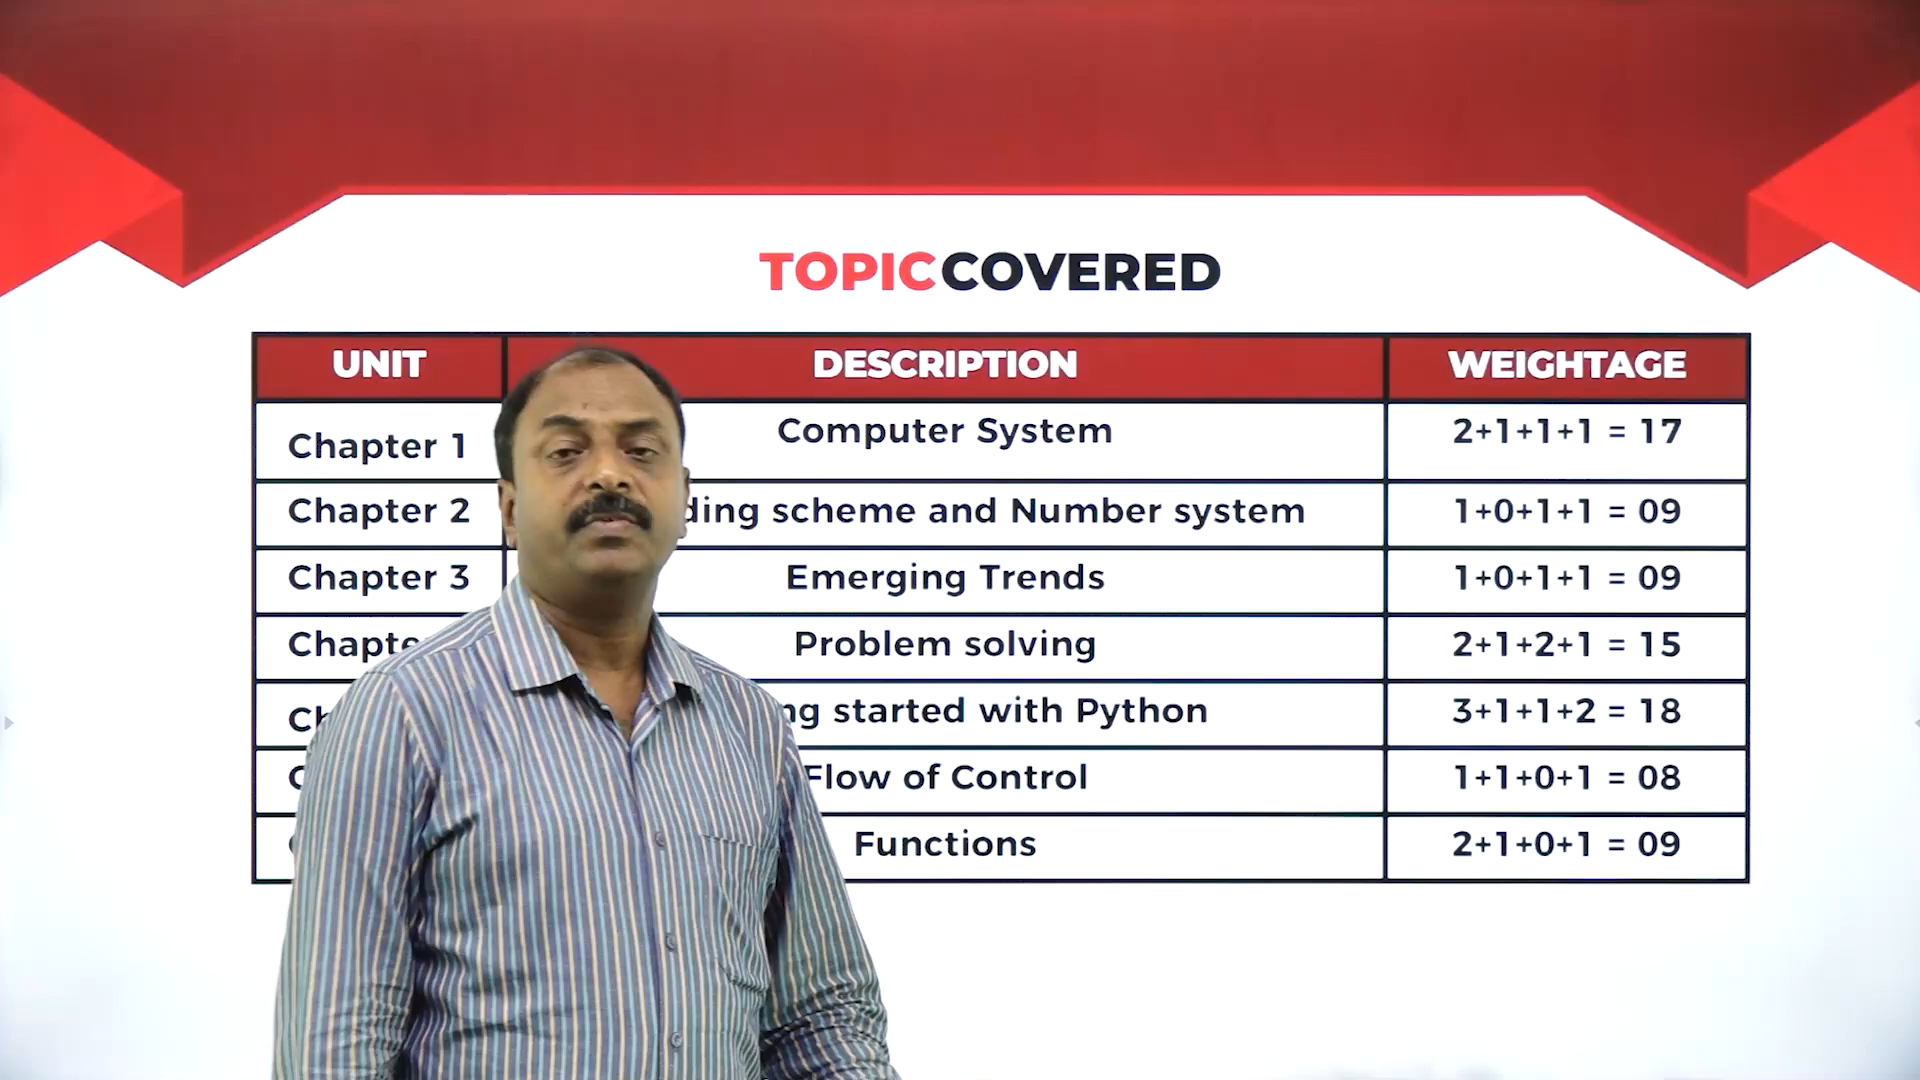 TOPIC COVERED
UNIT DESCRIPTION WEIGHTAGE
Chapter 1 Computer System 2+1+1+1 = 17
Chapter 2 scheme and Number system 1+0+1+1 = 09
Chapter 3 Emerging Trends 1+0+1+1 = 09
Problem solving 2+1+2+1 = 15
started with Python 3+1+1+2 = 18
Flow of Control 1+1+0+1 = 08
Functions 2+1+0+1 = 09